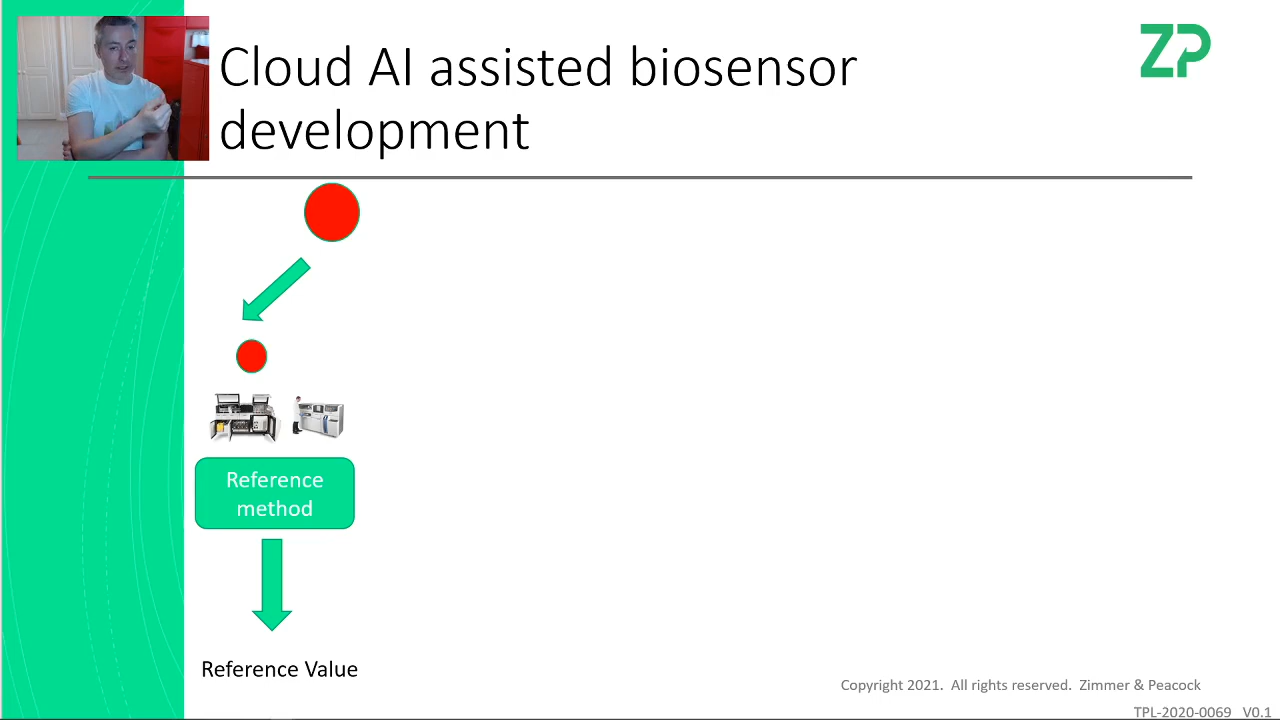 Cloud AI assisted biosensor
development
ZP
Reference
method
Reference Value
Copyright 2021.  All rights reserved.  Zimmer & Peacock
TPL-2020-0069   V0.1